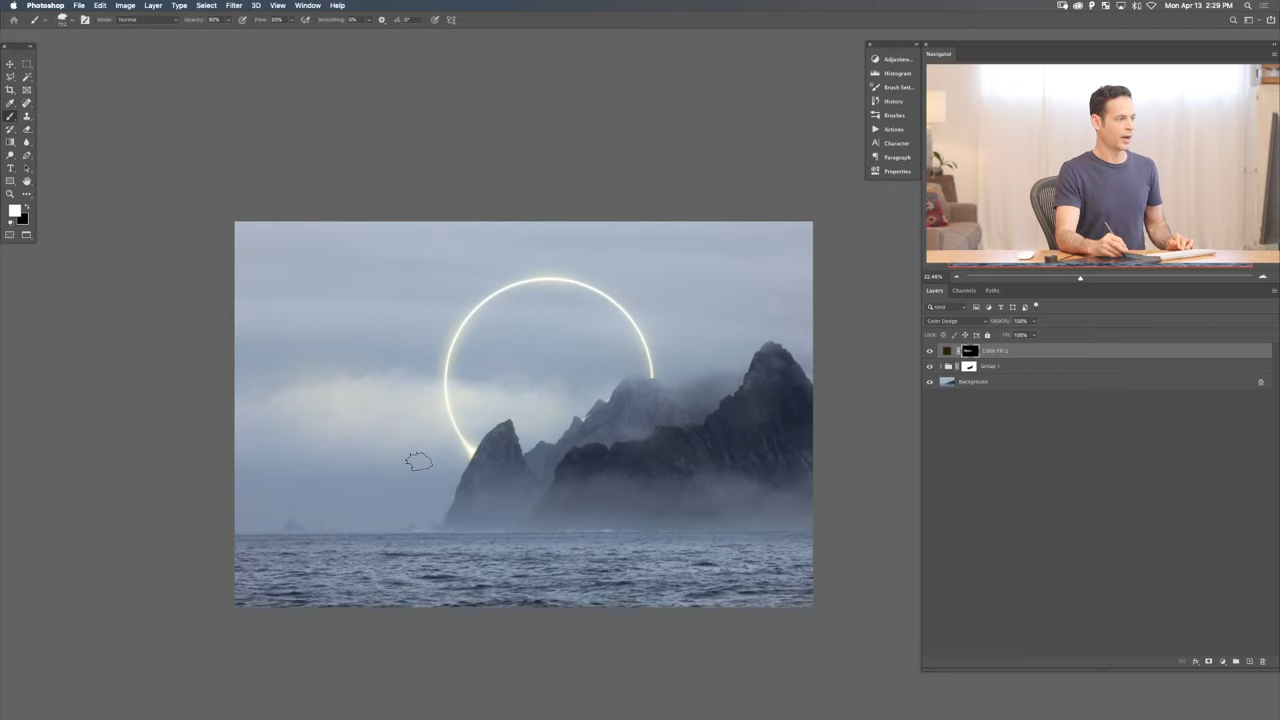 Photoshop File Edit Image Layer Type Select Filter 3D View Window Help Mon Apr 13 2:29 PM
752 Mode: Normal Opacity: 92% Flow: 20% Smoothing: 0% 0°
Navigator
Adjustme...
Histogram
Brush Sett...
History
Brushes
Actions
Character
Paragraph
Properties
22.46%
Layers Channels Paths
Kind
Color Dodge Opacity: 100%
Lock: Fill: 100%
Color Fill 2
Group 1
Background